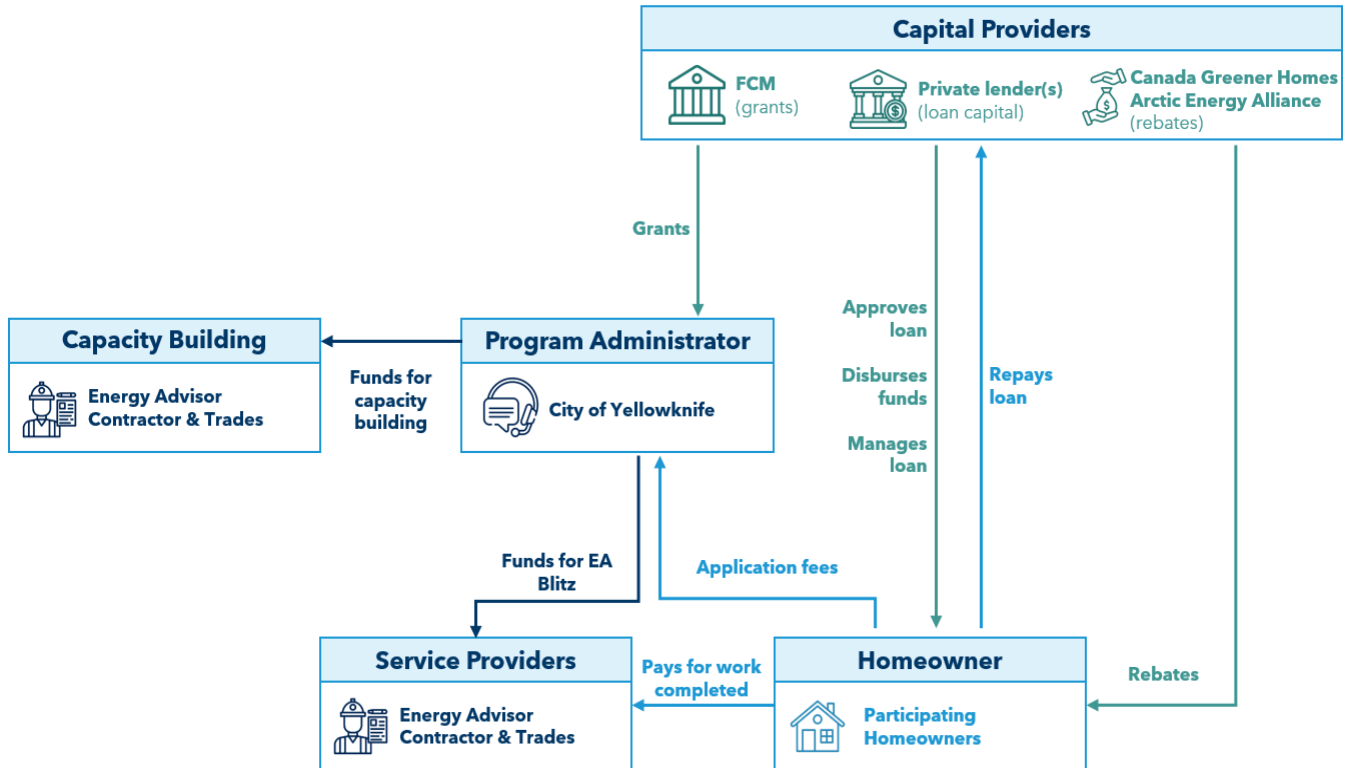 Capital Providers
FCM
(grants)
Private lender(s)
(loan capital)
Canada Greener Homes
Arctic Energy Alliance
(rebates)
Grants
Approves
loan
Disburses
funds
Manages
loan
Repays
loan
Capacity Building
Energy Advisor
Contractor & Trades
Funds for
capacity
building
Program Administrator
City of Yellowknife
Funds for EA
Blitz
Application fees
Service Providers
Energy Advisor
Contractor & Trades
Pays for work
completed
Homeowner
Participating
Homeowners
Rebates